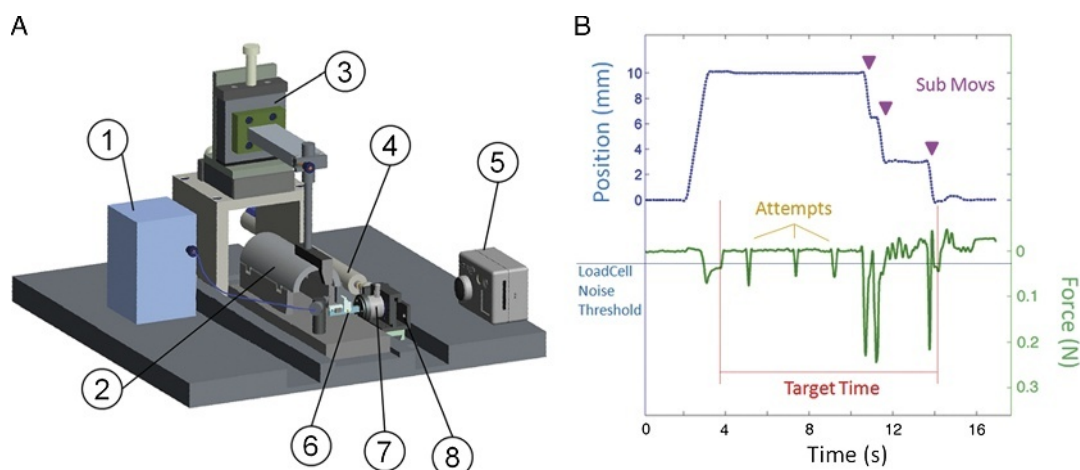 A
1
2
3
4
5
6
7
8
B
Position (mm)
10
8
6
4
2
0
Sub Movs
Attempts
LoadCell
Noise
Threshold
0
0.1
0.2
0.3
Force (N)
Target Time
0 4 8 12 16
Time (s)